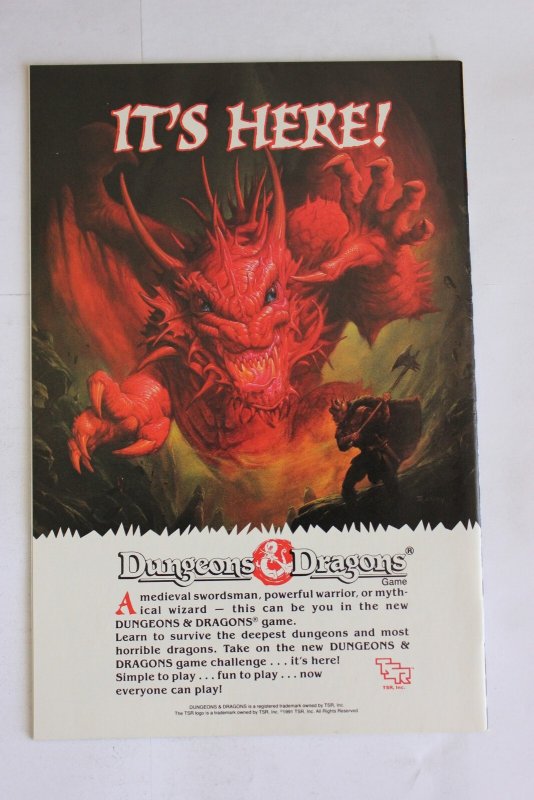 IT'S HERE!
Dungeons & Dragons®
Game
A medieval swordsman, powerful warrior, or myth-
ical wizard — this can be you in the new
DUNGEONS & DRAGONS® game.
Learn to survive the deepest dungeons and most
horrible dragons. Take on the new DUNGEONS &
DRAGONS game challenge . . . it's here!
Simple to play . . . fun to play . . . now
everyone can play!
TSR
TSR, Inc.
DUNGEONS & DRAGONS is a registered trademark owned by TSR, Inc.
The TSR logo is a trademark owned by TSR, Inc. ©1991 TSR, Inc. All Rights Reserved.